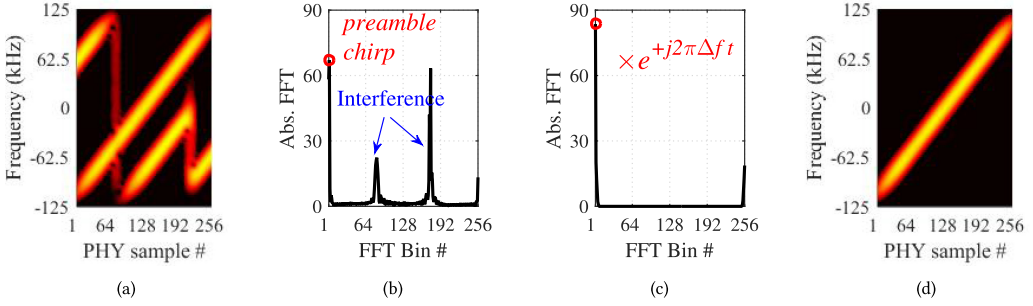 125
62.5
0
-62.5
-125
Frequency (kHz)
1 64 128 192 256
PHY sample #
(a)
90
60
30
0
Abs. FFT
preamble
chirp
Interference
1 64 128 192 256
FFT Bin #
(b)
90
60
30
0
Abs. FFT
×e^{+j2πΔft}
1 64 128 192 256
FFT Bin #
(c)
125
62.5
0
-62.5
-125
Frequency (kHz)
1 64 128 192 256
PHY sample #
(d)